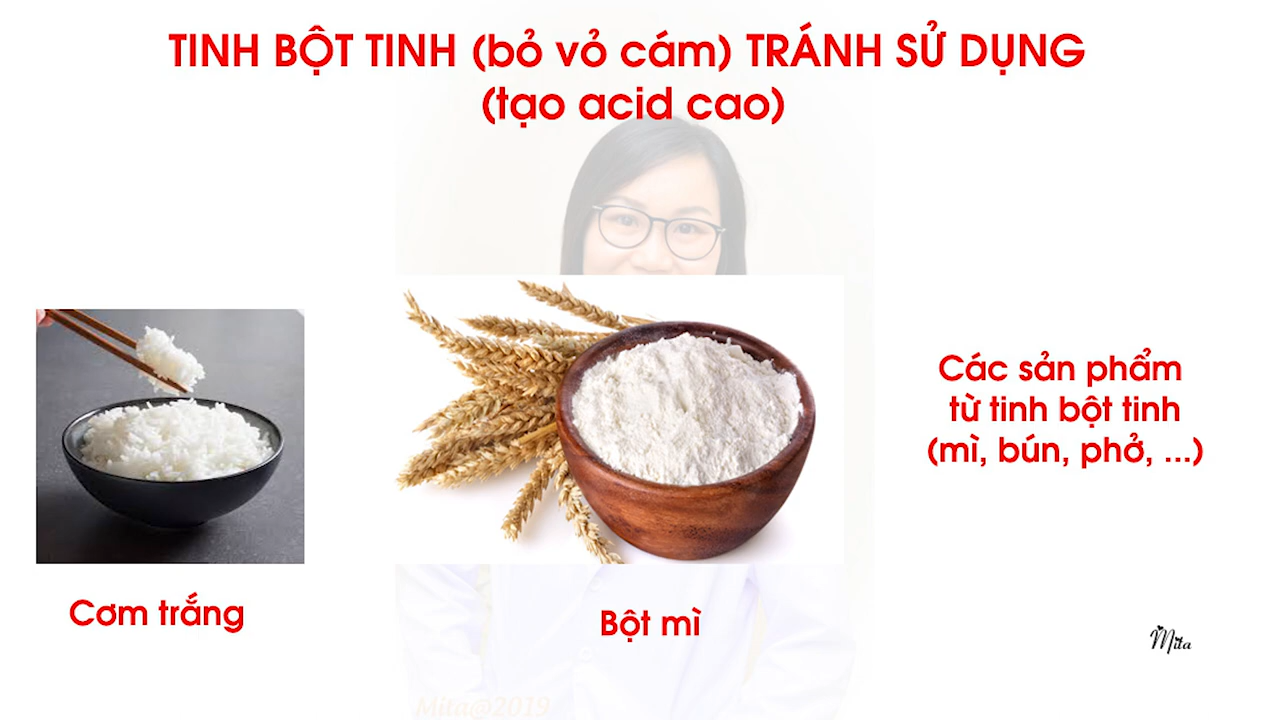 TINH BỘT TINH (bỏ vỏ cám) TRÁNH SỬ DỤNG
(tạo acid cao)
Các sản phẩm
từ tinh bột tinh
(mì, bún, phở, ...)
Cơm trắng
Bột mì
Mita
Mita@2019